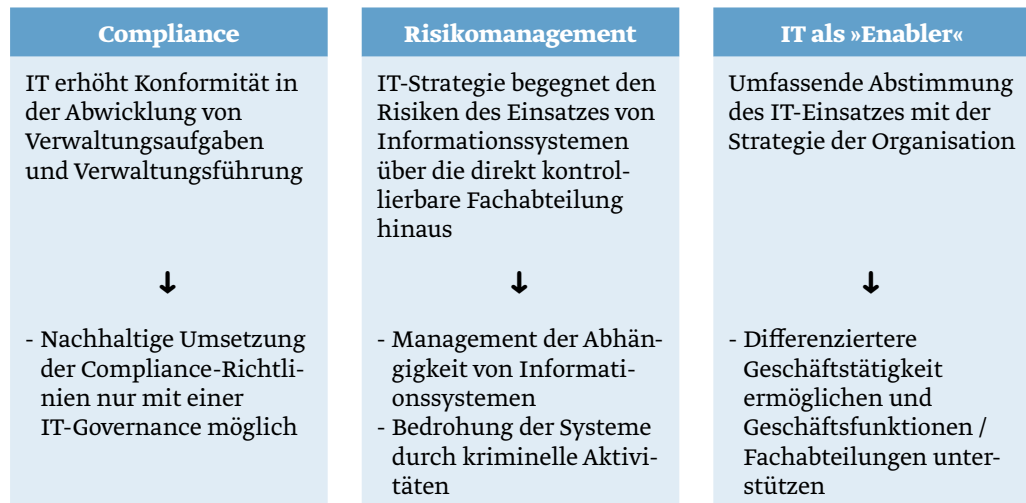 Compliance
IT erhöht Konformität in
der Abwicklung von
Verwaltungsaufgaben
und Verwaltungsführung
↓
- Nachhaltige Umsetzung
der Compliance-Richtli-
nien nur mit einer
IT-Governance möglich
Risikomanagement
IT-Strategie begegnet den
Risiken des Einsatzes von
Informationssystemen
über die direkt kontrol-
lierbare Fachabteilung
hinaus
↓
- Management der Abhän-
gigkeit von Informati-
onssystemen
- Bedrohung der Systeme
durch kriminelle Aktivi-
täten
IT als »Enabler«
Umfassende Abstimmung
des IT-Einsatzes mit der
Strategie der Organisation
↓
- Differenziertere
Geschäftstätigkeit
ermöglichen und
Geschäftsfunktionen /
Fachabteilungen unter-
stützen